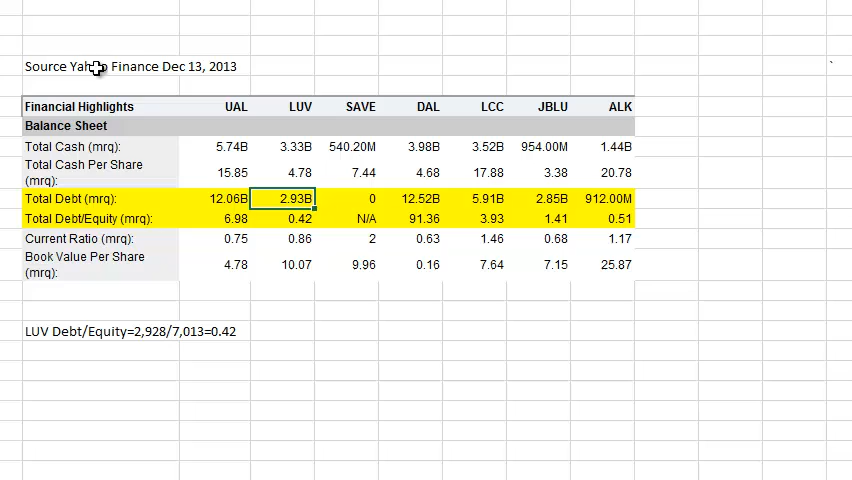 Source Yahoo Finance Dec 13, 2013
`
Financial Highlights UAL LUV SAVE DAL LCC JBLU ALK
Balance Sheet
Total Cash (mrq): 5.74B 3.33B 540.20M 3.98B 3.52B 954.00M 1.44B
Total Cash Per Share (mrq): 15.85 4.78 7.44 4.68 17.88 3.38 20.78
Total Debt (mrq): 12.06B 2.93B 0 12.52B 5.91B 2.85B 912.00M
Total Debt/Equity (mrq): 6.98 0.42 N/A 91.36 3.93 1.41 0.51
Current Ratio (mrq): 0.75 0.86 2 0.63 1.46 0.68 1.17
Book Value Per Share (mrq): 4.78 10.07 9.96 0.16 7.64 7.15 25.87
LUV Debt/Equity=2,928/7,013=0.42